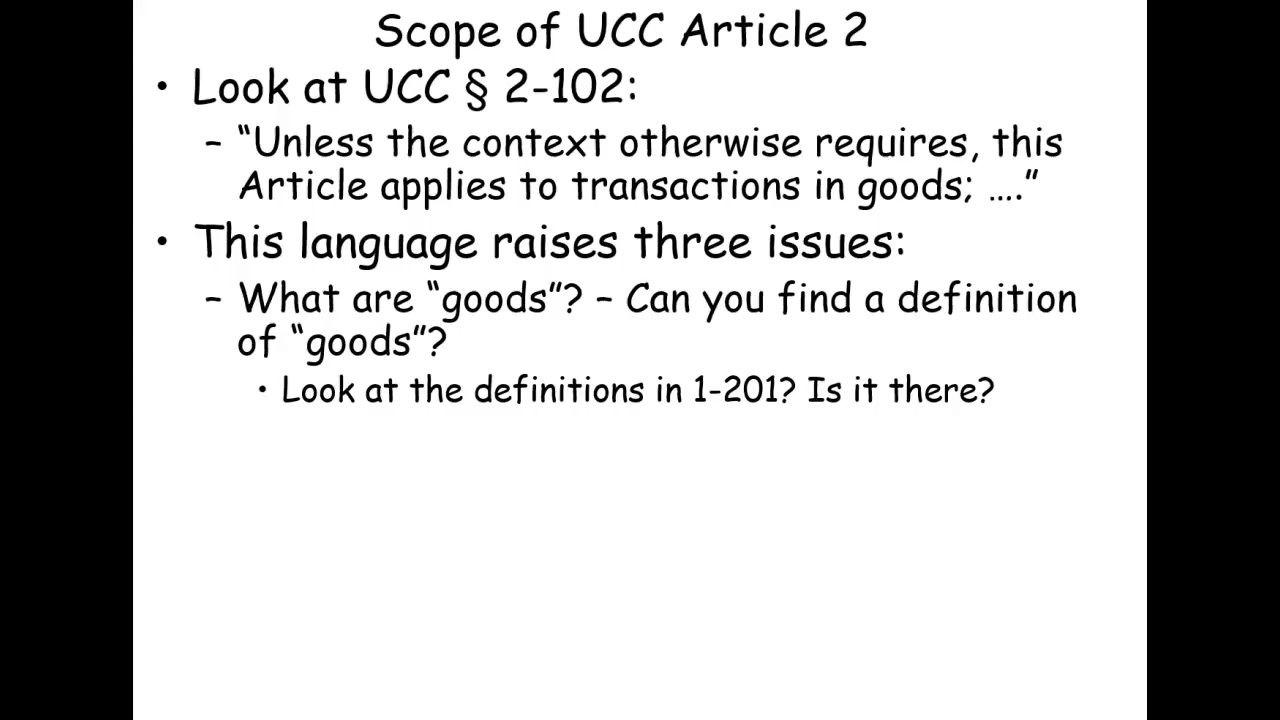 Scope of UCC Article 2
• Look at UCC § 2-102:
– “Unless the context otherwise requires, this
Article applies to transactions in goods; ….”
• This language raises three issues:
– What are “goods”? – Can you find a definition
of “goods”?
• Look at the definitions in 1-201? Is it there?